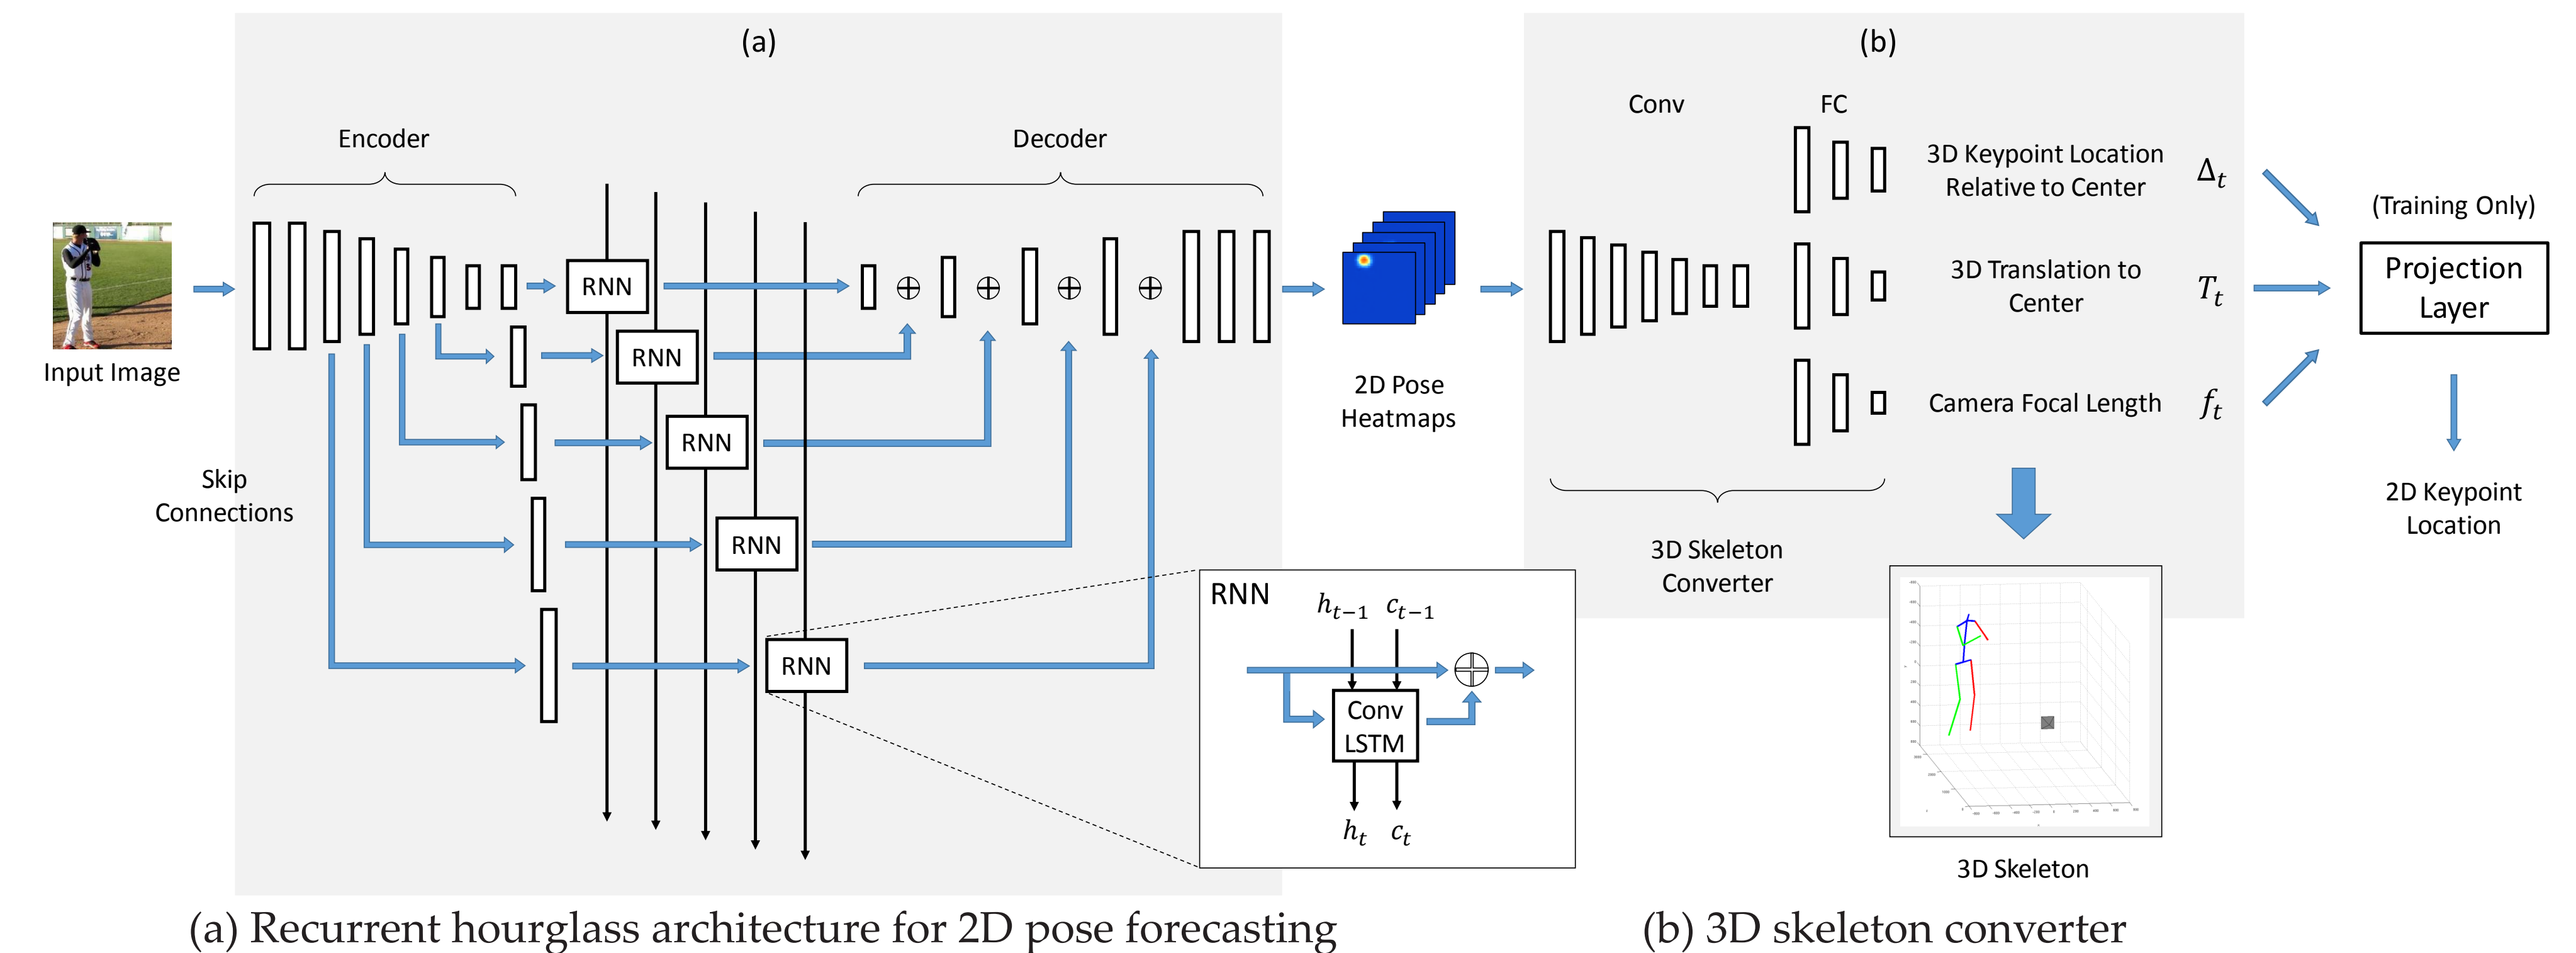 (a)
(b)
Conv
FC
Encoder
Decoder
3D Keypoint Location
Relative to Center
Δt
(Training Only)
Projection
Layer
RNN
3D Translation to
Center
Tt
Input Image
RNN
2D Pose
Heatmaps
Camera Focal Length
ft
RNN
Skip
Connections
2D Keypoint
Location
RNN
3D Skeleton
Converter
RNN
RNN
ht−1
ct−1
Conv
LSTM
ht
ct
3D Skeleton
(a) Recurrent hourglass architecture for 2D pose forecasting
(b) 3D skeleton converter